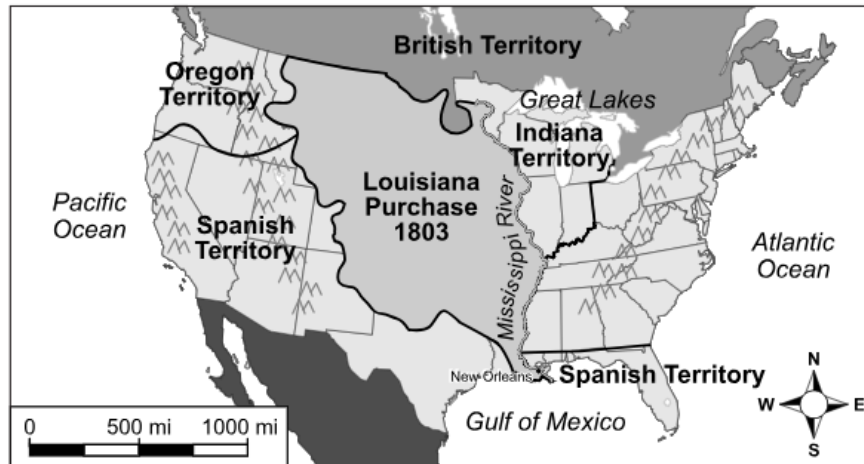 British Territory
Oregon
Territory
Great Lakes
Indiana
Territory
Pacific
Ocean
Spanish
Territory
Louisiana
Purchase
1803
Mississippi River
Atlantic
Ocean
New Orleans
Spanish Territory
Gulf of Mexico
0 500 mi 1000 mi
N
W E
S